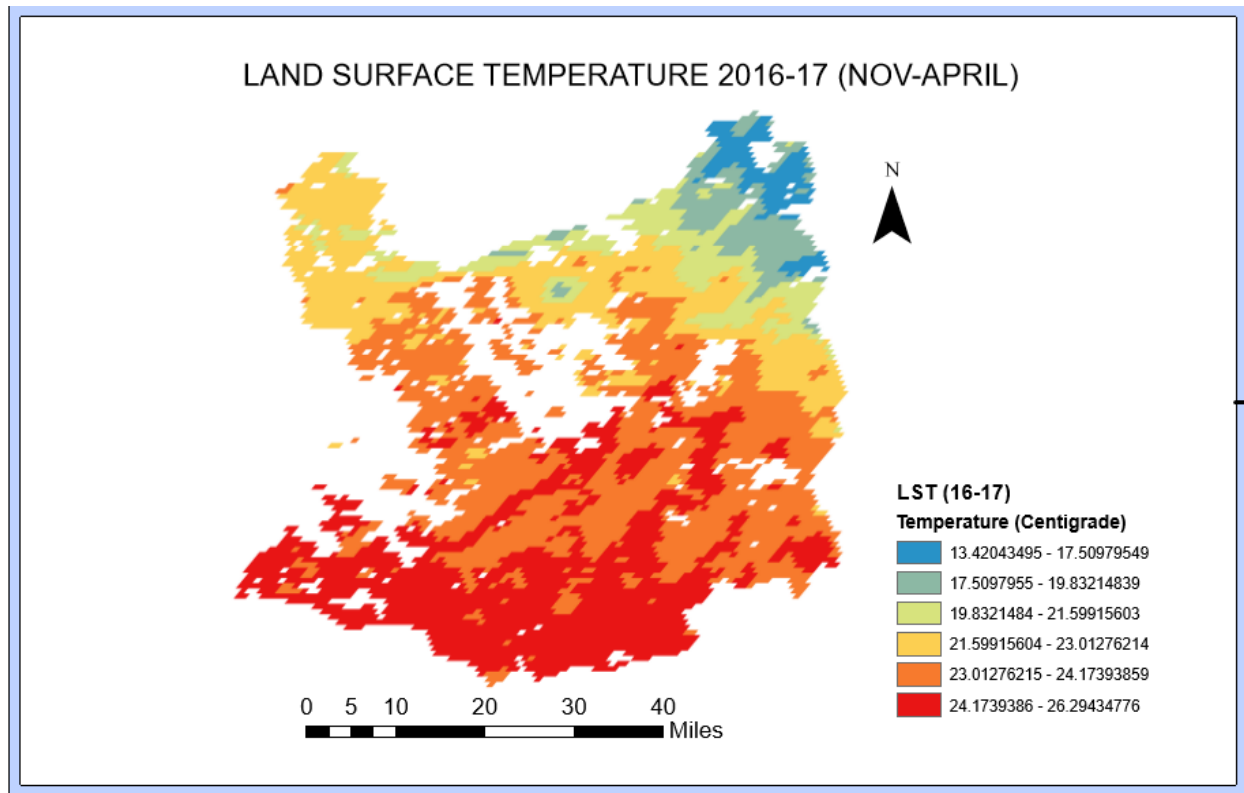 LAND SURFACE TEMPERATURE 2016-17 (NOV-APRIL)
N
LST (16-17)
Temperature (Centigrade)
13.42043495 - 17.50979549
17.5097955 - 19.83214839
19.8321484 - 21.59915603
21.59915604 - 23.01276214
23.01276215 - 24.17393859
24.1739386 - 26.29434776
0 5 10 20 30 40
Miles